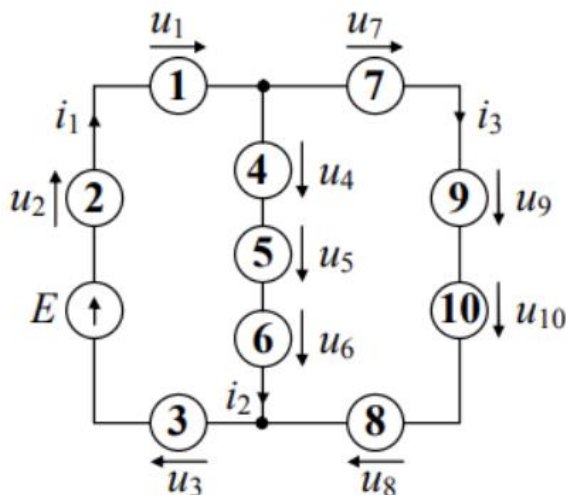 u₁ u₇
1 7
i₁ i₃
4 u₄
u₂ 2 9 u₉
5 u₅
E 10 u₁₀
6 u₆
i₂
3 8
u₃ u₈